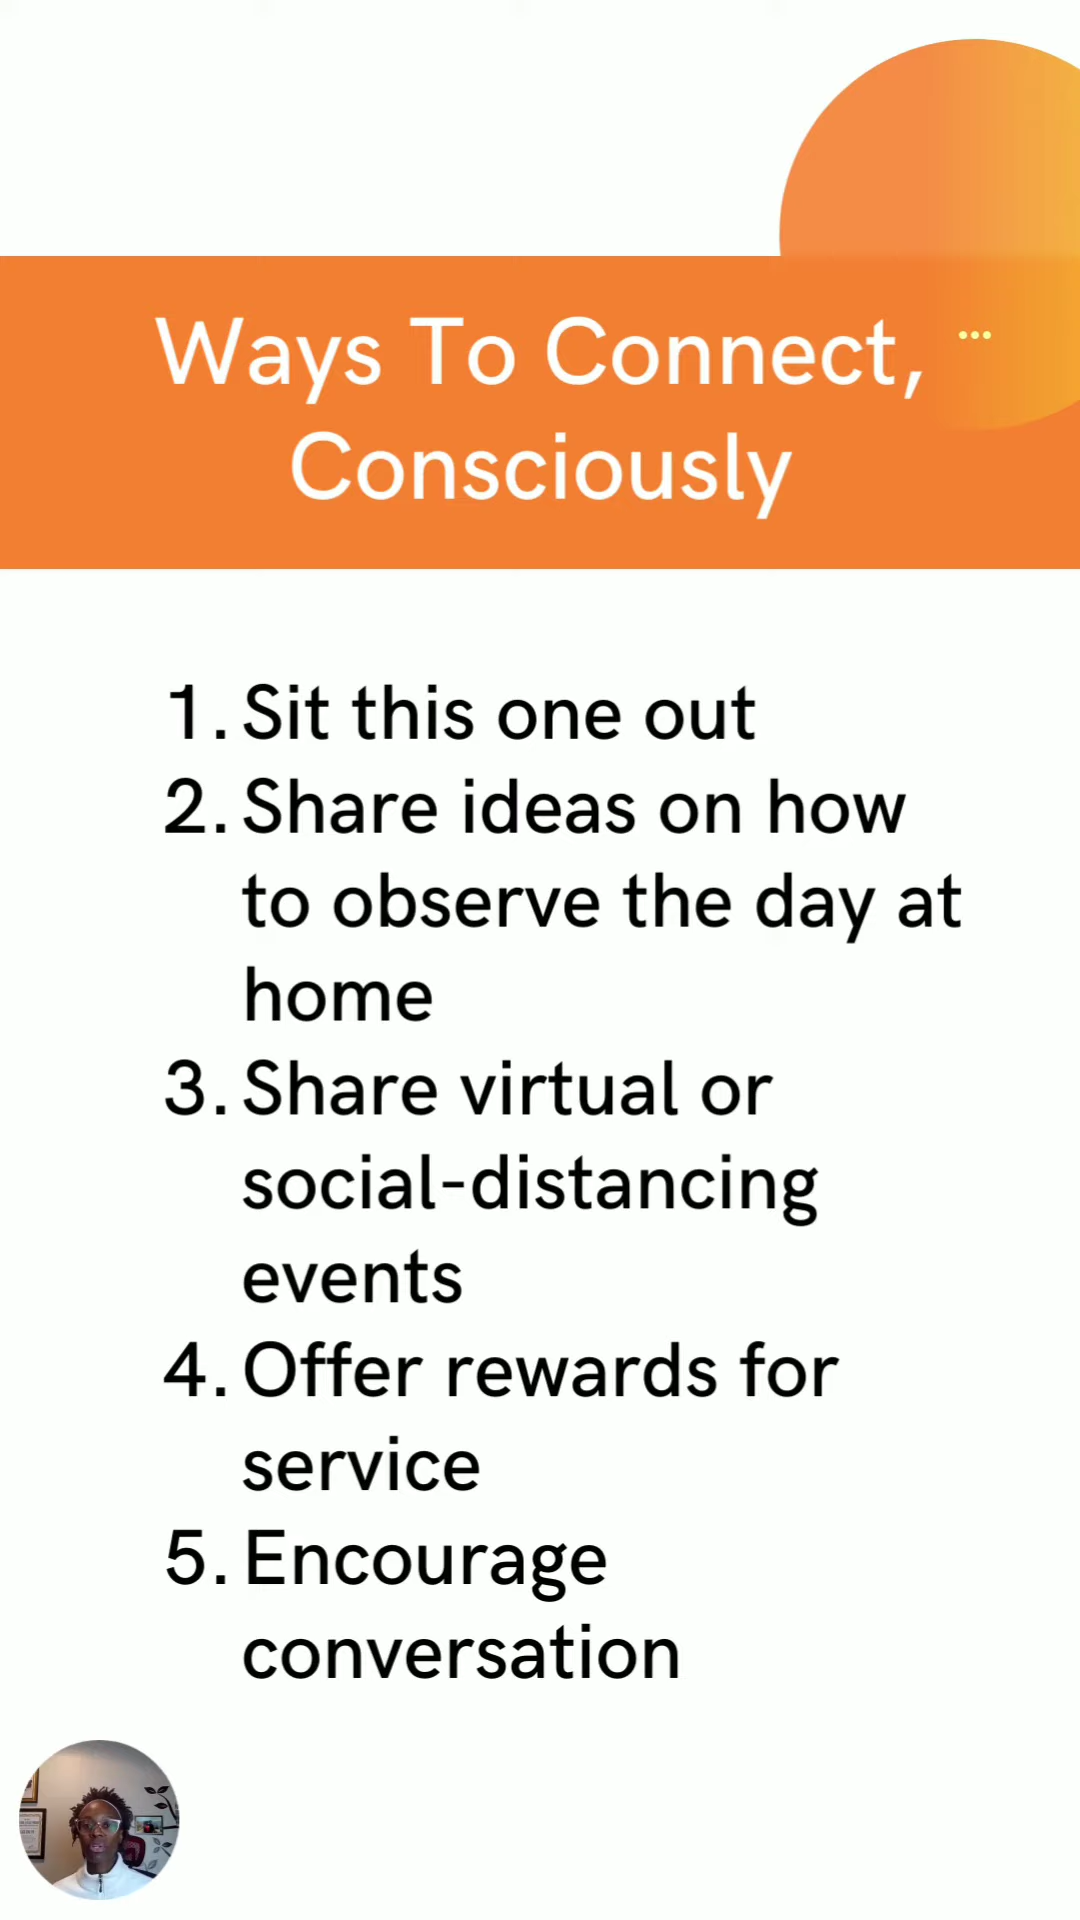 Ways To Connect,
Consciously
1. Sit this one out
2. Share ideas on how
to observe the day at
home
3. Share virtual or
social-distancing
events
4. Offer rewards for
service
5. Encourage
conversation